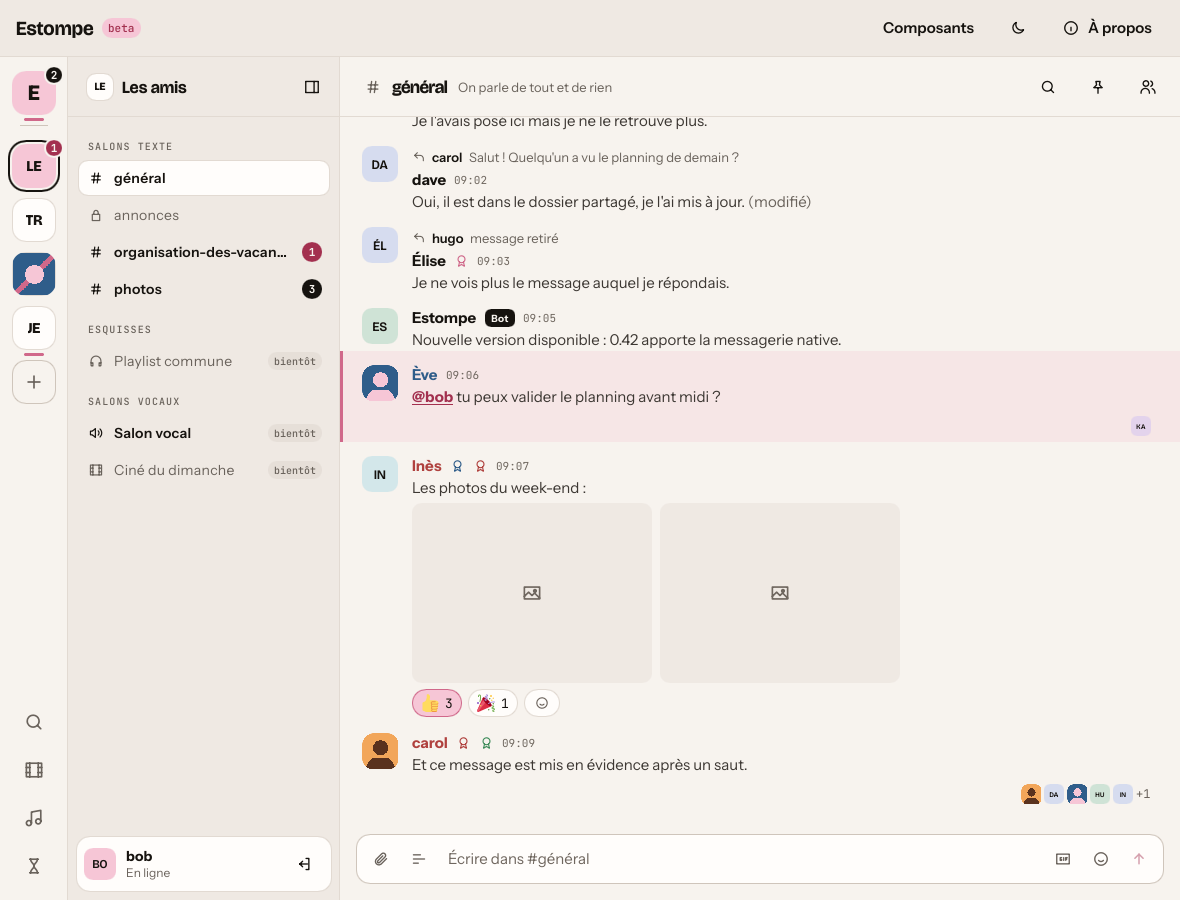 Estompe beta
Composants
À propos
E
2
LE
1
TR
JE
LE Les amis
SALONS TEXTE
# général
annonces
# organisation-des-vacan... 1
# photos 3
ESQUISSES
Playlist commune bientôt
SALONS VOCAUX
Salon vocal bientôt
Ciné du dimanche bientôt
BO bob
En ligne
# général On parle de tout et de rien
Je l'avais posé ici mais je ne le retrouve plus.
DA
carol Salut ! Quelqu'un a vu le planning de demain ?
dave 09:02
Oui, il est dans le dossier partagé, je l'ai mis à jour. (modifié)
ÉL
hugo message retiré
Élise 09:03
Je ne vois plus le message auquel je répondais.
ES
Estompe Bot 09:05
Nouvelle version disponible : 0.42 apporte la messagerie native.
Ève 09:06
@bob tu peux valider le planning avant midi ?
KA
IN
Inès 09:07
Les photos du week-end :
👍 3 🎉 1
carol 09:09
Et ce message est mis en évidence après un saut.
DA HU IN +1
Écrire dans #général
GIF